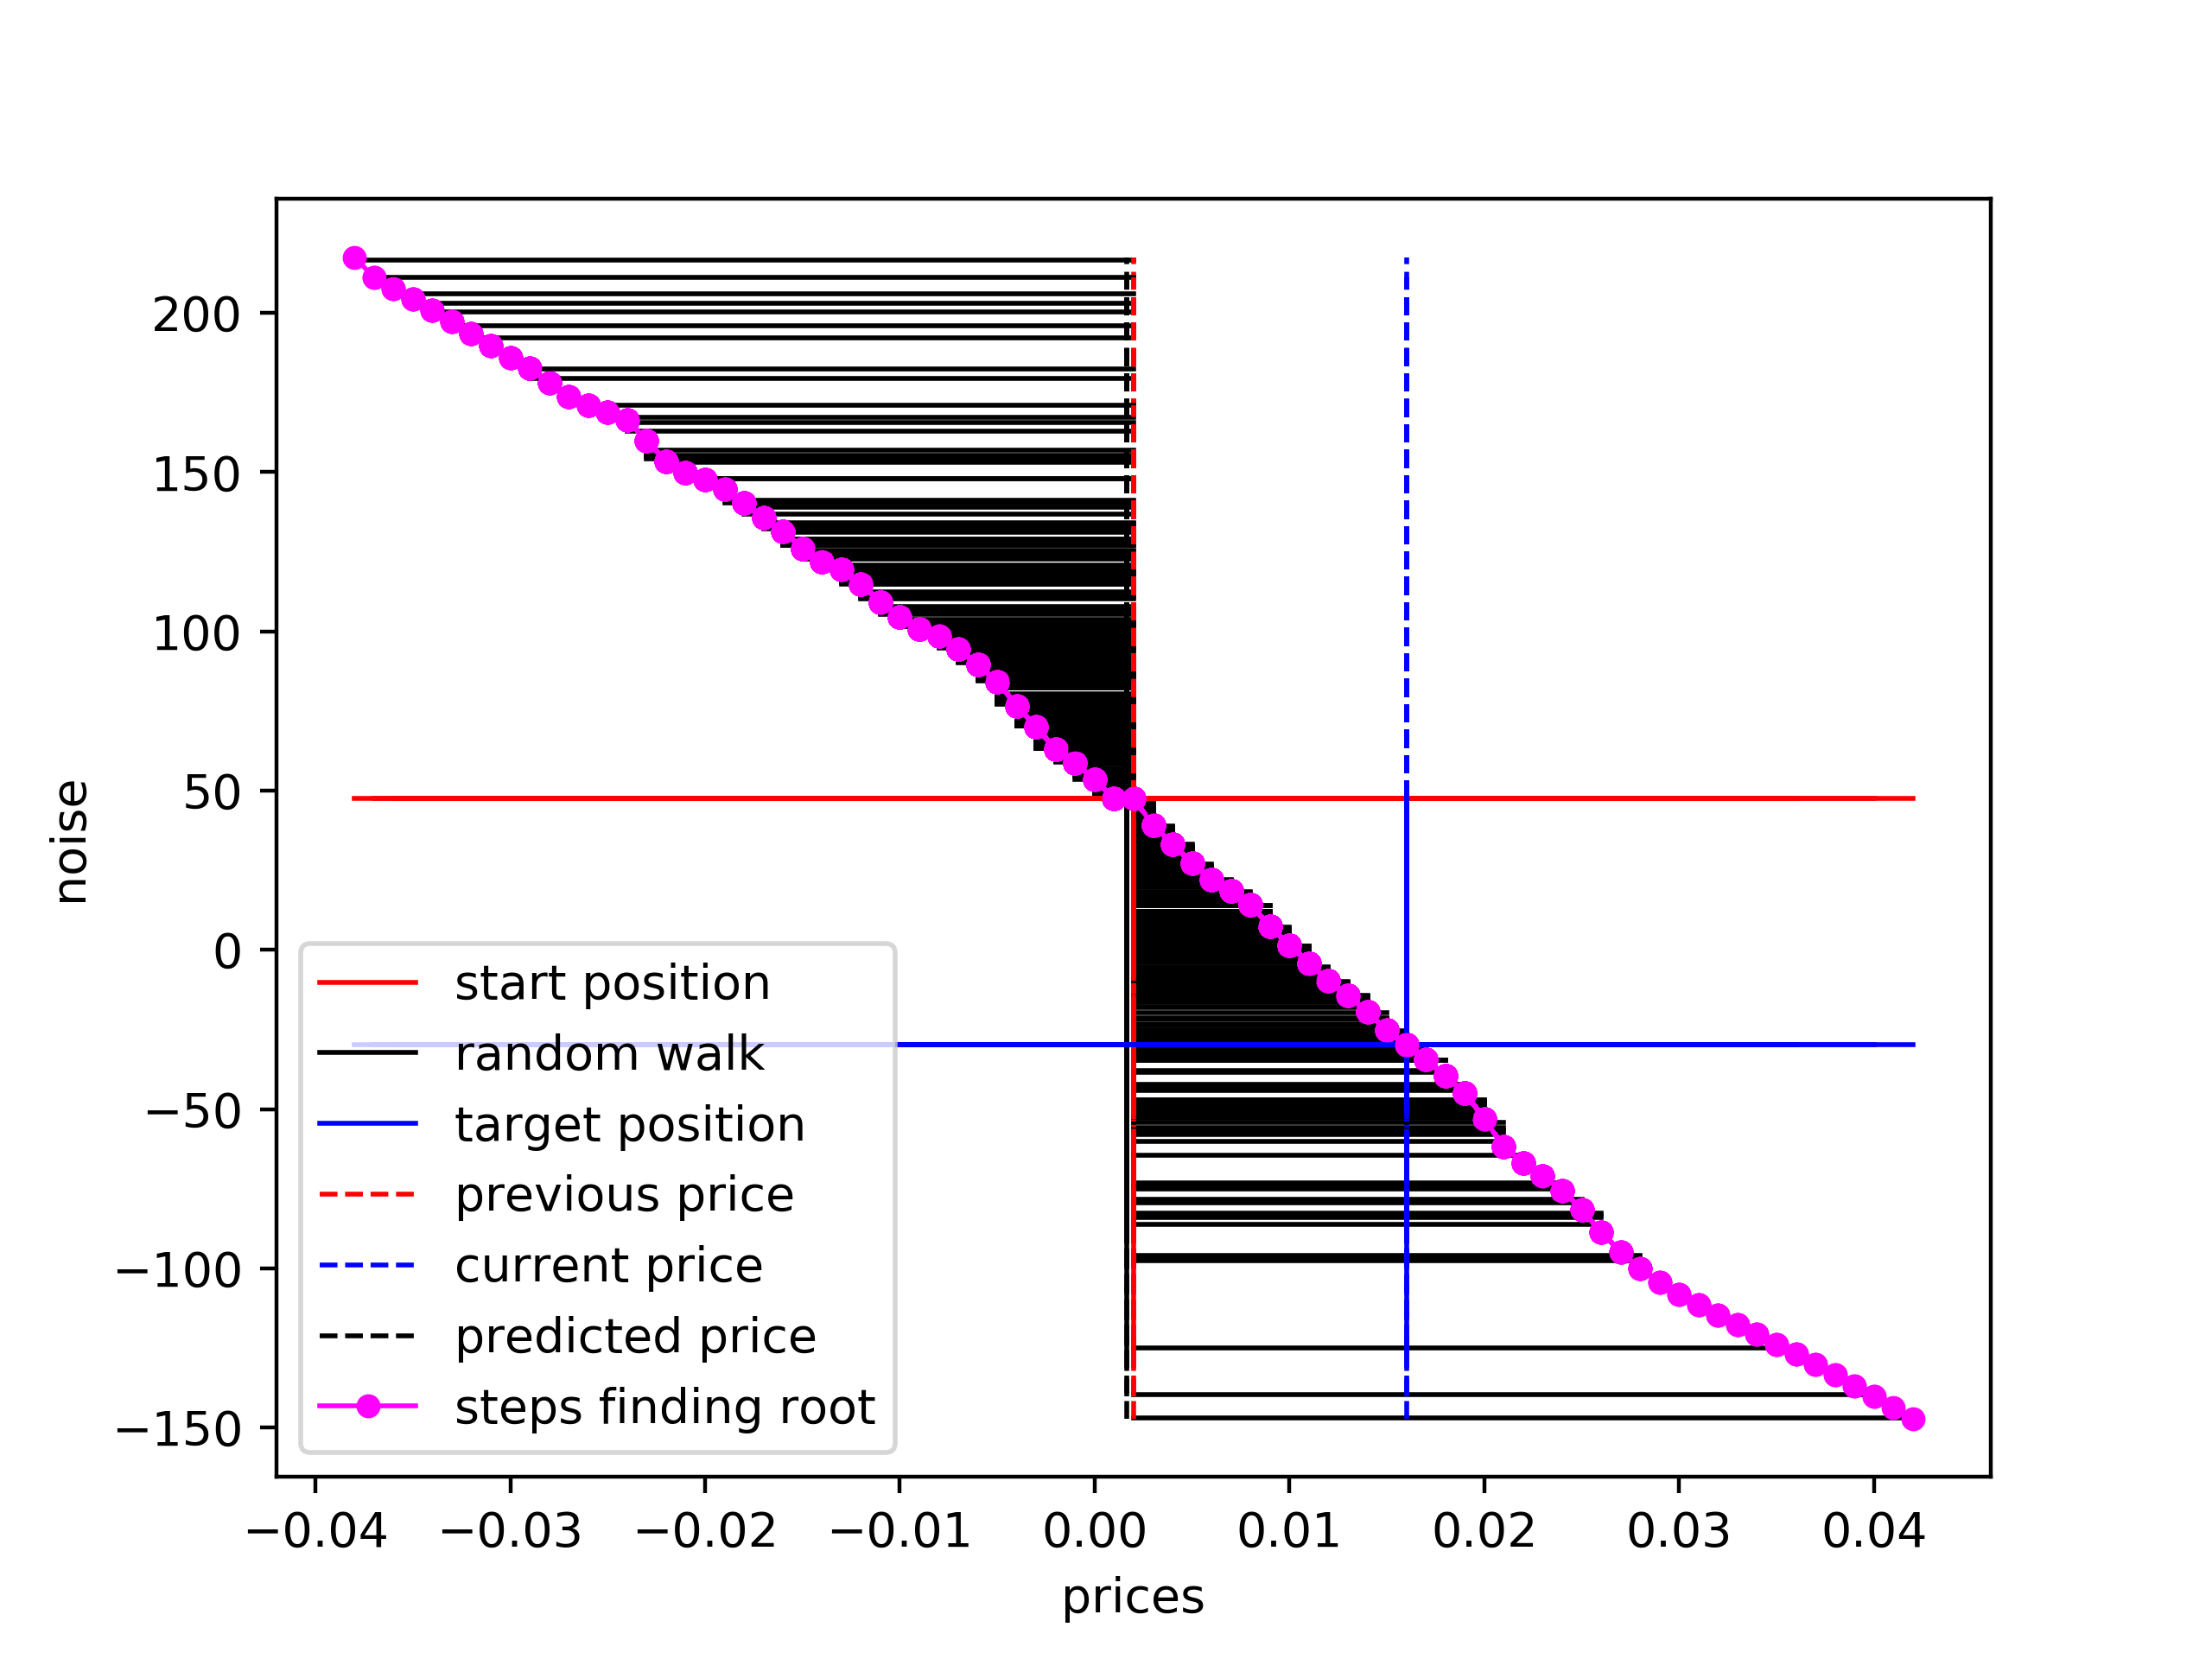 200
150
100
50
0
−50
−100
−150
noise
start position
random walk
target position
previous price
current price
predicted price
steps finding root
−0.04 −0.03 −0.02 −0.01 0.00 0.01 0.02 0.03 0.04
prices